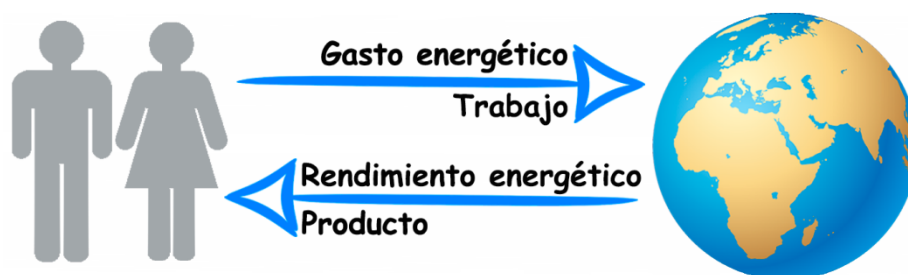 Gasto energético
Trabajo
Rendimiento energético
Producto